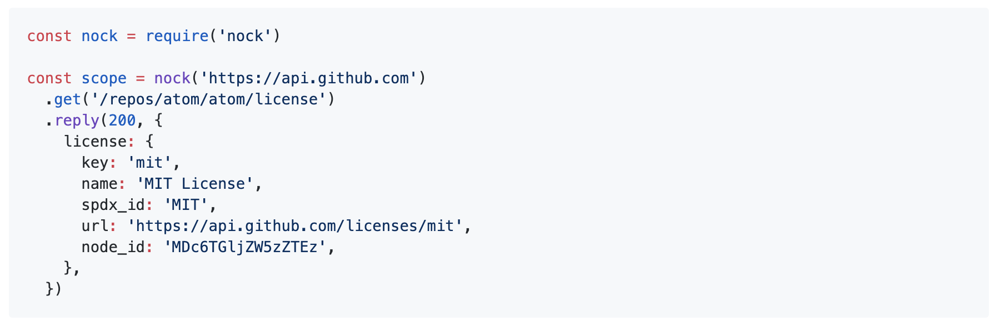 const nock = require('nock')

const scope = nock('https://api.github.com')
  .get('/repos/atom/atom/license')
  .reply(200, {
    license: {
      key: 'mit',
      name: 'MIT License',
      spdx_id: 'MIT',
      url: 'https://api.github.com/licenses/mit',
      node_id: 'MDc6TGljZW5zZTEz',
    },
  })